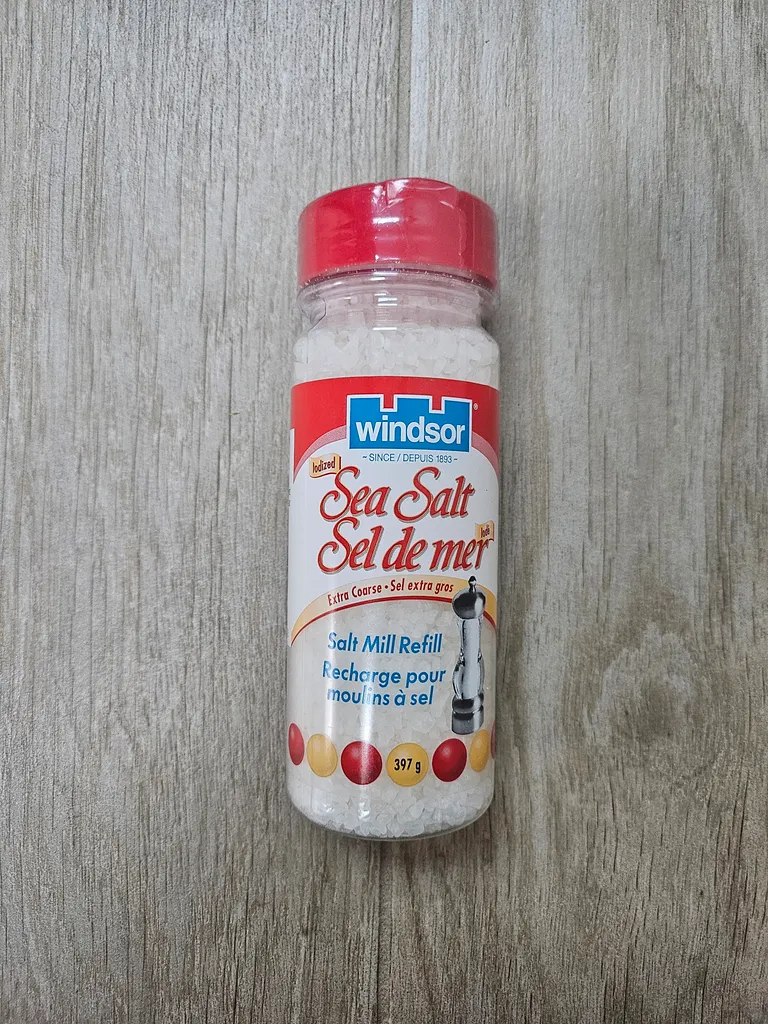 windsor®
~ SINCE / DEPUIS 1893 ~
Iodized
Sea Salt
Iodé
Sel de mer
Extra Coarse • Sel extra gros
Salt Mill Refill
Recharge pour
moulins à sel
397 g